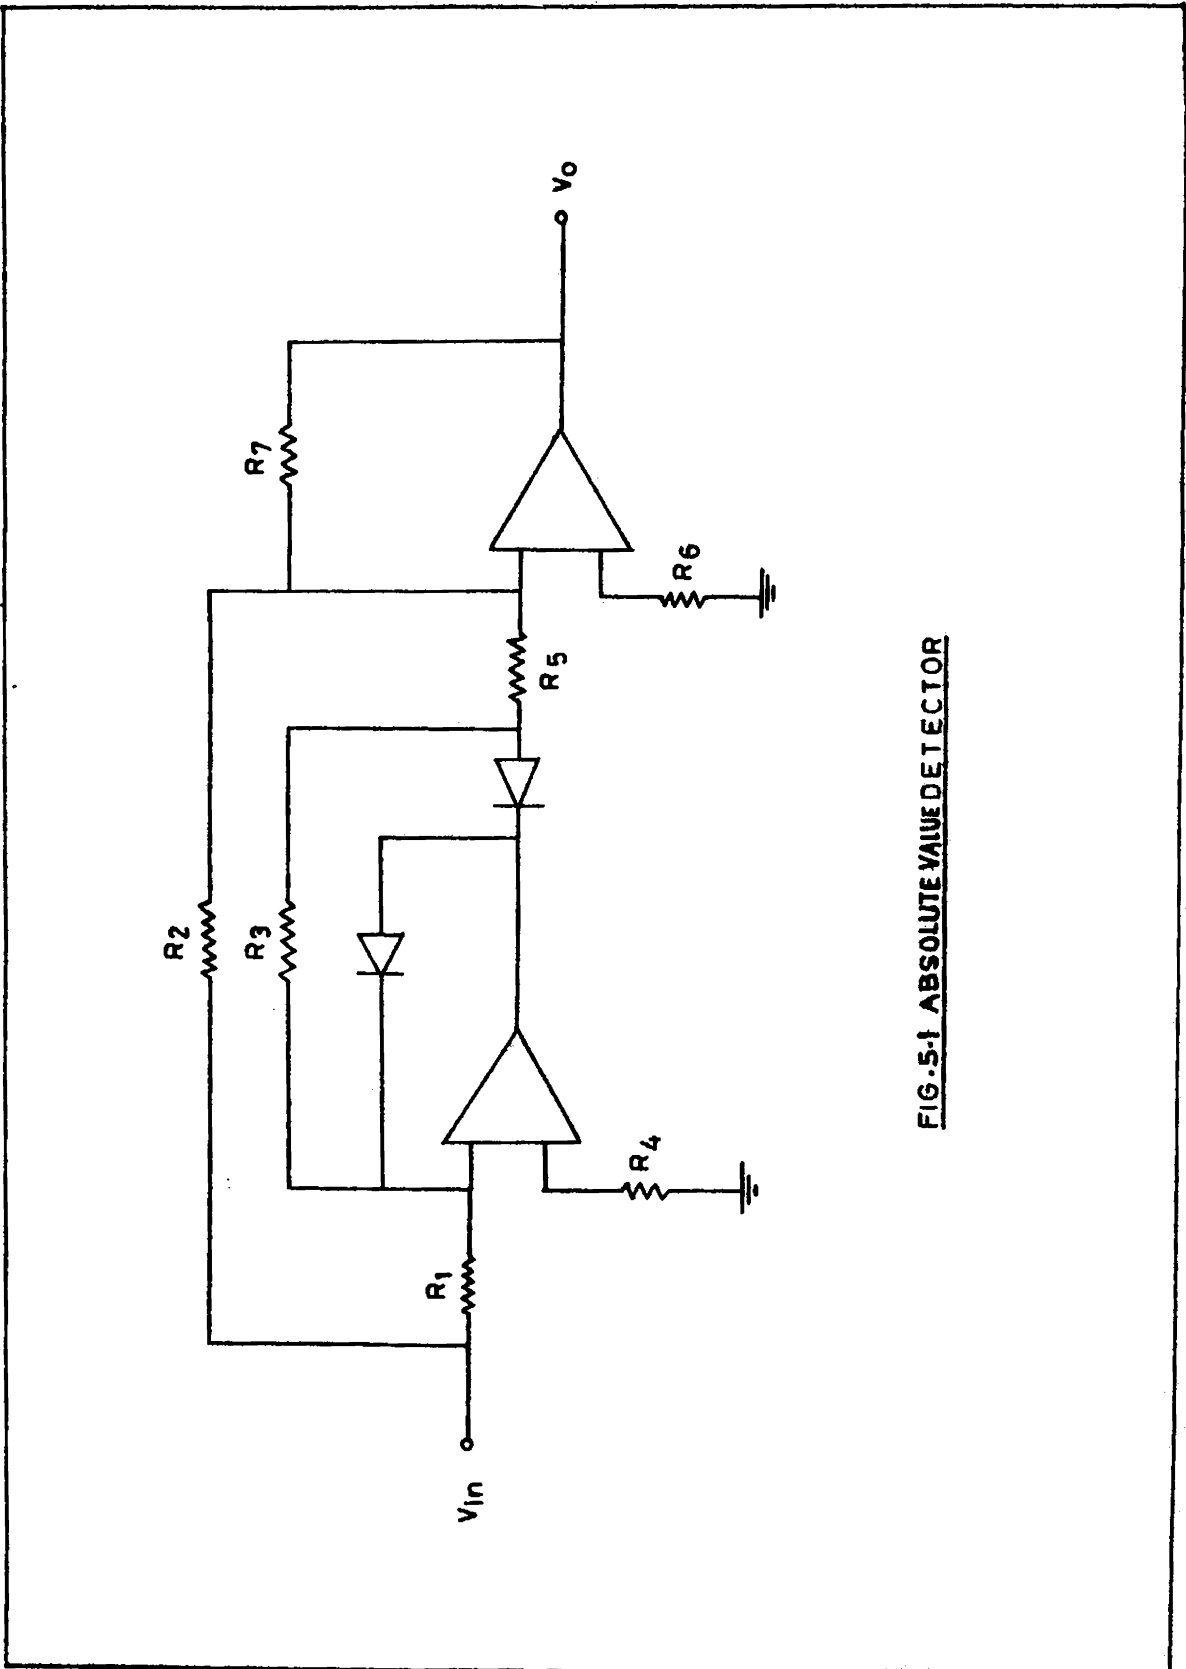 R2
R3
R7
R1
R5
Vin
Vo
R4
R6
FIG.5.1 ABSOLUTE VALUE DETECTOR